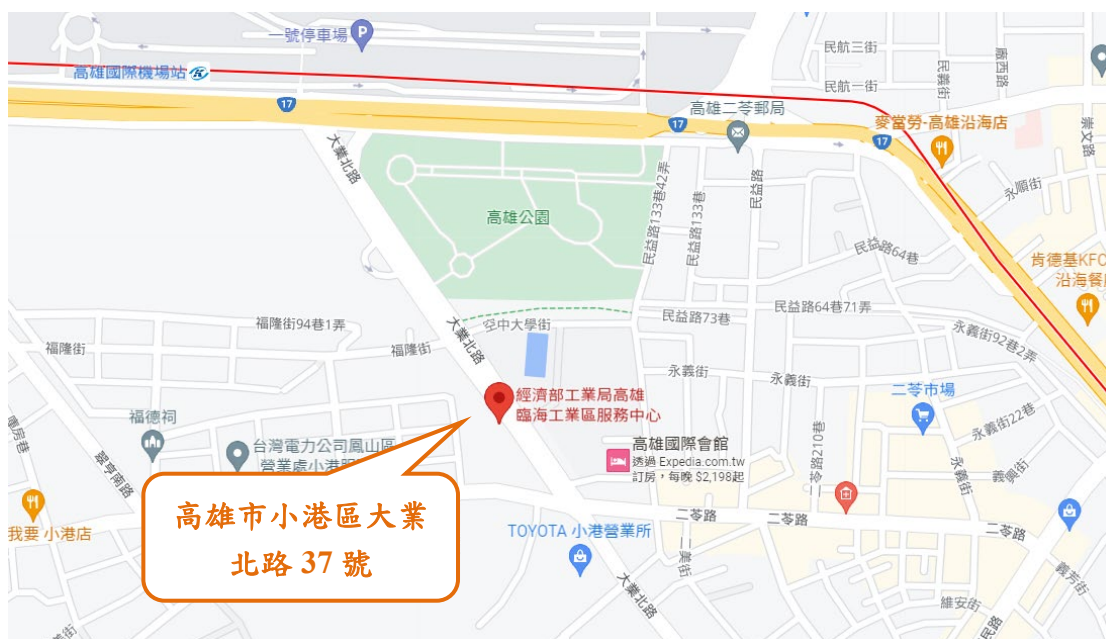 一號停車場
P
民航三街
高雄國際機場站
民航一街
民義街
廠西路
17
高雄二苓郵局
17
17
麥當勞-高雄沿海店
崇文路
大業北路
民益路133巷42弄
民益路133巷
民益路
永順街
高雄公園
民益路64巷
肯德基KFC
沿海餐
福隆街94巷1弄
空中大學街
大業北路
民益路73巷
民益路64巷71弄
永義街92巷2弄
福隆街
福隆街
永義街
永義街
二苓市場
經濟部工業局高雄
臨海工業區服務中心
永義街22巷
福德祠
翠亨南路
台灣電力公司鳳山區
高雄國際會館
透過 Expedia.com.tw
訂房，每晚 $2,198起
二苓路210巷
永義街
義興街
我要 小港店
高雄市小港區大業
北路 37 號
TOYOTA 小港營業所
二苓路
二苓路
二苓路
二美街
大業北路
義芳街
維安街
民路